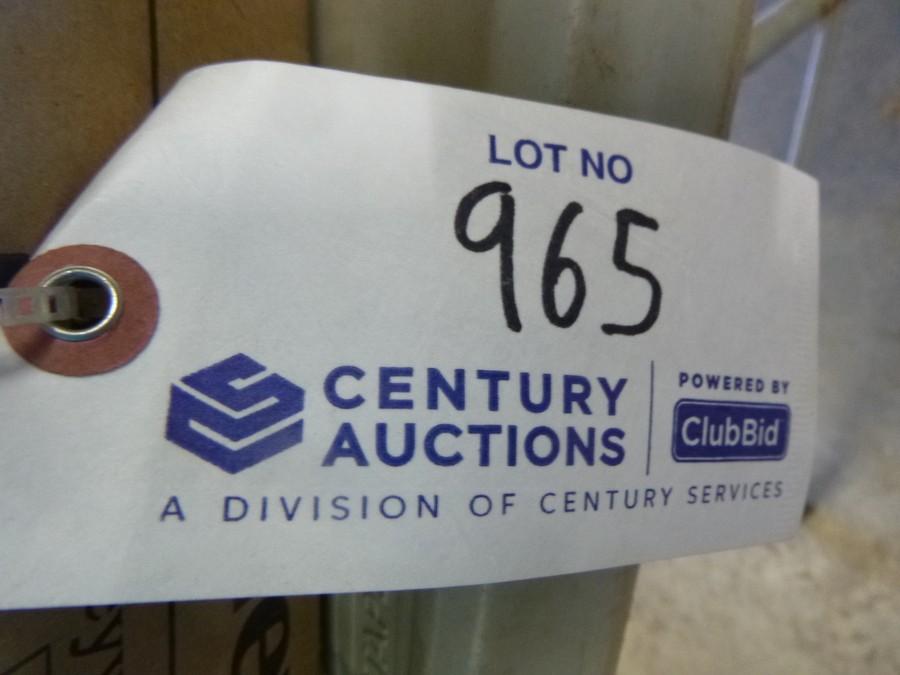 LOT NO
965
CENTURY
AUCTIONS
POWERED BY
ClubBid
A DIVISION OF CENTURY SERVICES